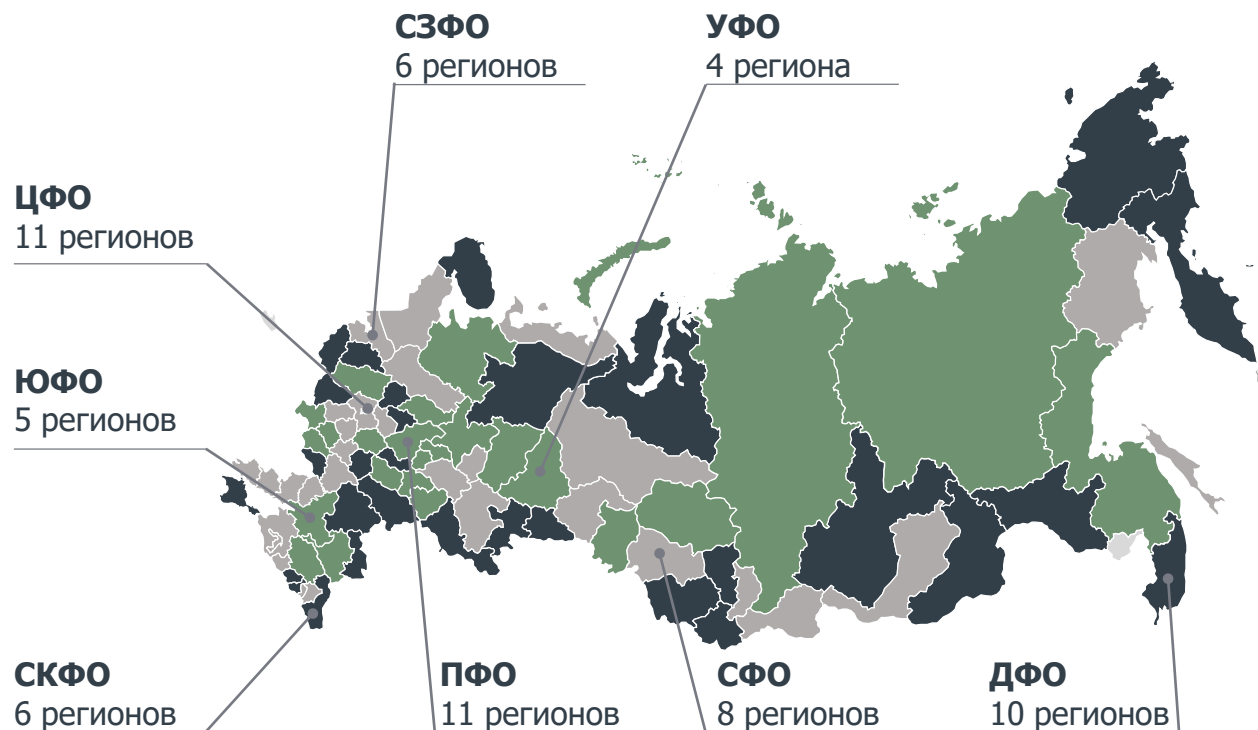 СЗФО
6 регионов
УФО
4 региона
ЦФО
11 регионов
ЮФО
5 регионов
СКФО
6 регионов
ПФО
11 регионов
СФО
8 регионов
ДФО
10 регионов